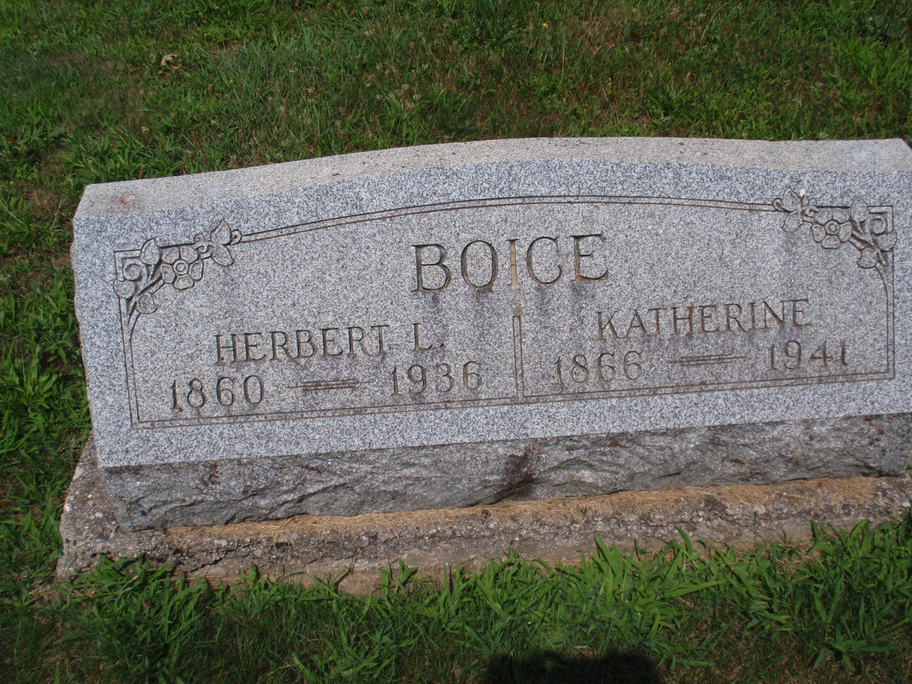 BOICE
HERBERT L.
1860 — 1936
KATHERINE
1866 — 1941